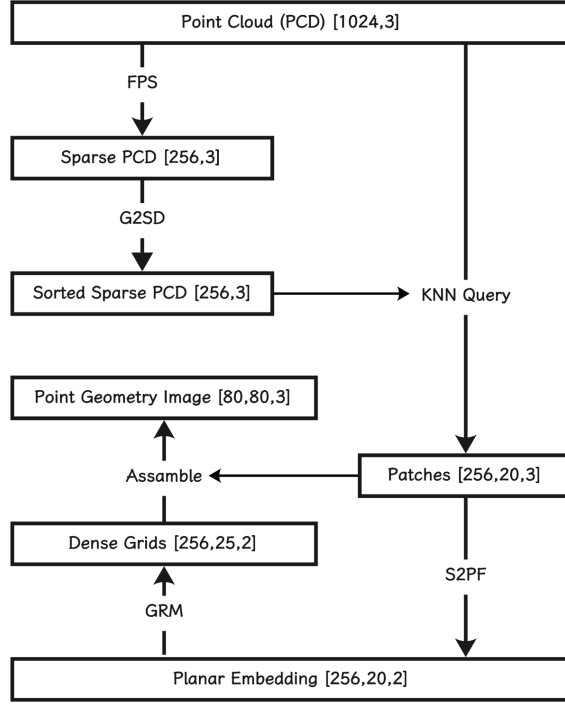 Point Cloud (PCD) [1024,3]
FPS
Sparse PCD [256,3]
G2SD
Sorted Sparse PCD [256,3]
KNN Query
Point Geometry Image [80,80,3]
Assamble
Patches [256,20,3]
Dense Grids [256,25,2]
S2PF
GRM
Planar Embedding [256,20,2]